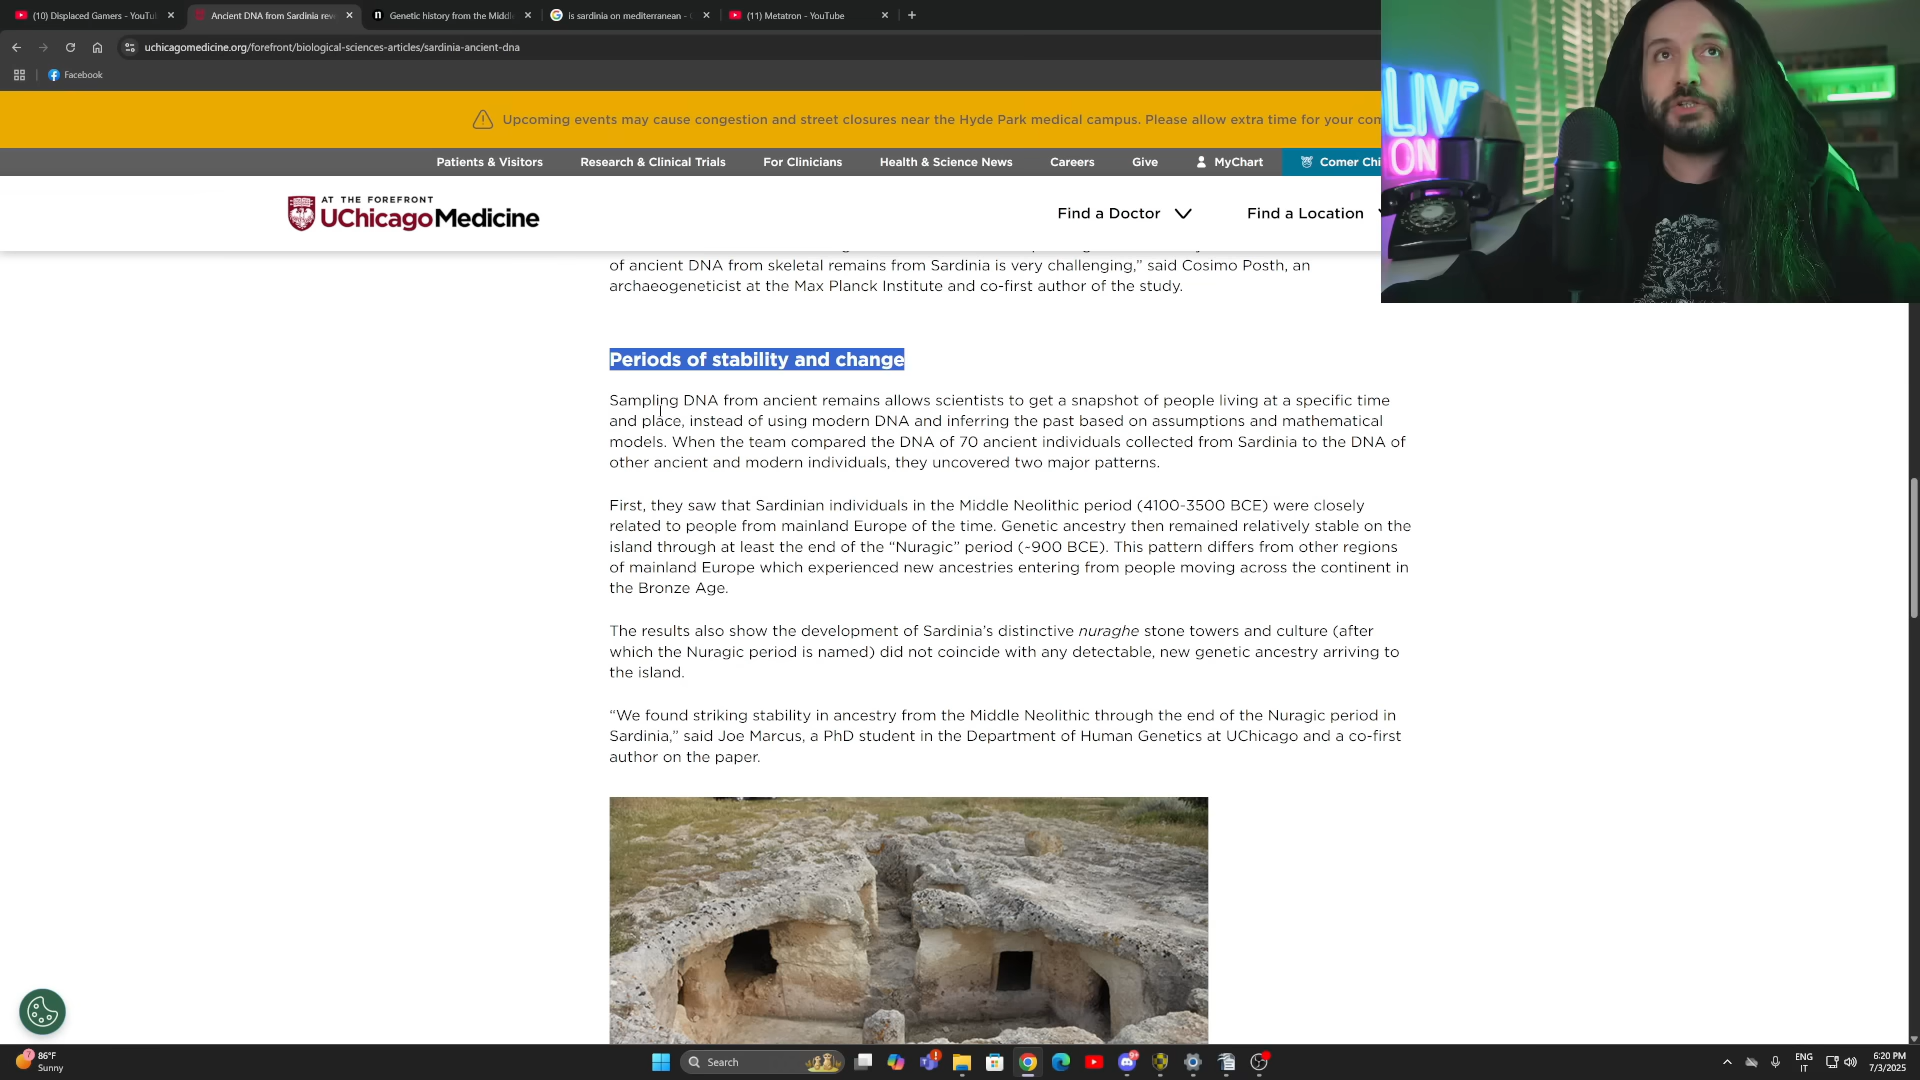 (10) Displaced Gamers - YouTu
Ancient DNA from Sardinia rev
Genetic history from the Middl
is sardinia on mediterranean -
(11) Metatron - YouTube
uchicagomedicine.org/forefront/biological-sciences-articles/sardinia-ancient-dna
Facebook
Upcoming events may cause congestion and street closures near the Hyde Park medical campus. Please allow extra time for your com
Patients & Visitors
Research & Clinical Trials
For Clinicians
Health & Science News
Careers
Give
MyChart
Comer Chi
AT THE FOREFRONT
UChicagoMedicine
Find a Doctor
Find a Location
LIVE
ON
of ancient DNA from skeletal remains from Sardinia is very challenging,” said Cosimo Posth, an
archaeogeneticist at the Max Planck Institute and co-first author of the study.
Periods of stability and change
Sampling DNA from ancient remains allows scientists to get a snapshot of people living at a specific time
and place, instead of using modern DNA and inferring the past based on assumptions and mathematical
models. When the team compared the DNA of 70 ancient individuals collected from Sardinia to the DNA of
other ancient and modern individuals, they uncovered two major patterns.
First, they saw that Sardinian individuals in the Middle Neolithic period (4100-3500 BCE) were closely
related to people from mainland Europe of the time. Genetic ancestry then remained relatively stable on the
island through at least the end of the “Nuragic” period (~900 BCE). This pattern differs from other regions
of mainland Europe which experienced new ancestries entering from people moving across the continent in
the Bronze Age.
The results also show the development of Sardinia’s distinctive nuraghe stone towers and culture (after
which the Nuragic period is named) did not coincide with any detectable, new genetic ancestry arriving to
the island.
“We found striking stability in ancestry from the Middle Neolithic through the end of the Nuragic period in
Sardinia,” said Joe Marcus, a PhD student in the Department of Human Genetics at UChicago and a co-first
author on the paper.
86°F
Sunny
Search
ENG
IT
6:20 PM
7/3/2025